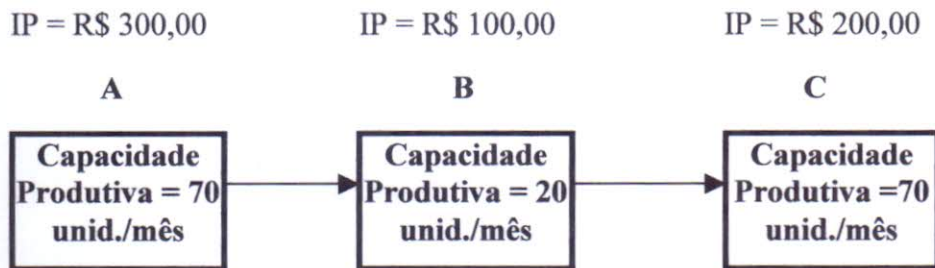 IP = R$ 300,00 IP = R$ 100,00 IP = R$ 200,00
A B C
Capacidade
Produtiva = 70
unid./mês
Capacidade
Produtiva = 20
unid./mês
Capacidade
Produtiva =70
unid./mês